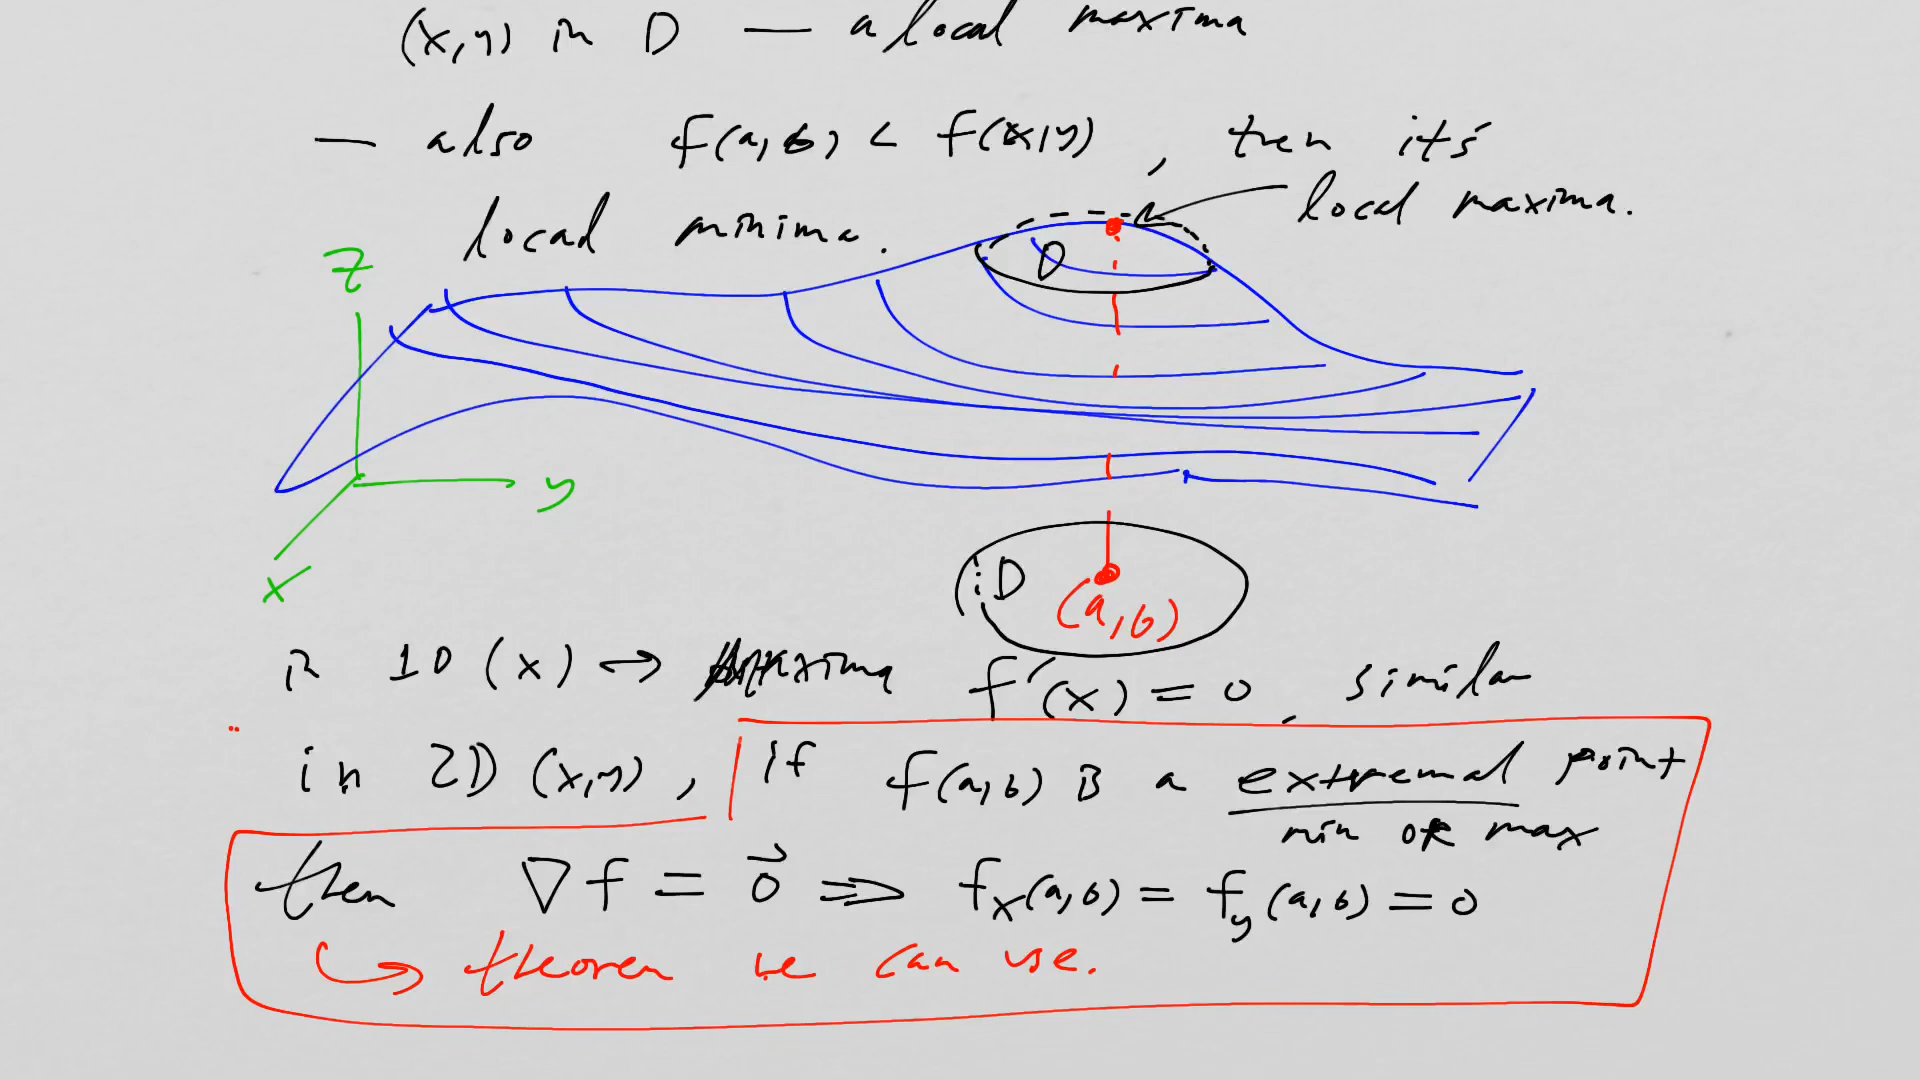 (x,y) in D — a local maxima
— also f(a,b) < f(x,y), then it's
local minima.
local maxima.
z
D
y
x
D
(a,b)
in 1D (x) → maxima f'(x) = 0, similar
in 2D (x,y), if f(a,b) is a extremal point
min or max
then ∇f = 0⃗ ⇒ fₓ(a,b) = f_y(a,b) = 0
↪ theorem we can use.